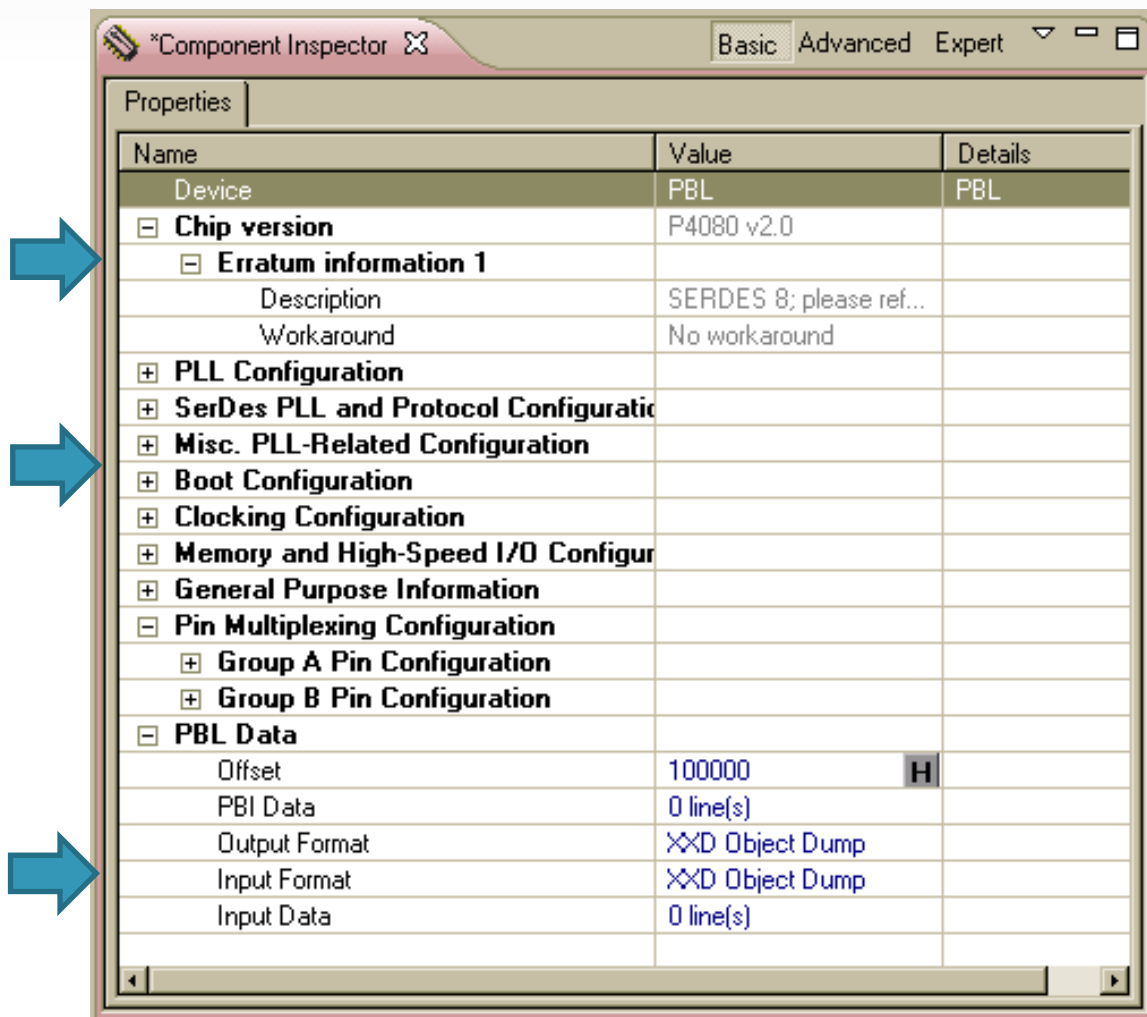 *Component Inspector Basic Advanced Expert
Properties
Name Value Details
Device PBL PBL
Chip version P4080 v2.0
Erratum information 1
Description SERDES 8; please ref...
Workaround No workaround
PLL Configuration
SerDes PLL and Protocol Configuratic
Misc. PLL-Related Configuration
Boot Configuration
Clocking Configuration
Memory and High-Speed I/O Configur
General Purpose Information
Pin Multiplexing Configuration
Group A Pin Configuration
Group B Pin Configuration
PBL Data
Offset 100000 H
PBI Data 0 line(s)
Output Format XXD Object Dump
Input Format XXD Object Dump
Input Data 0 line(s)